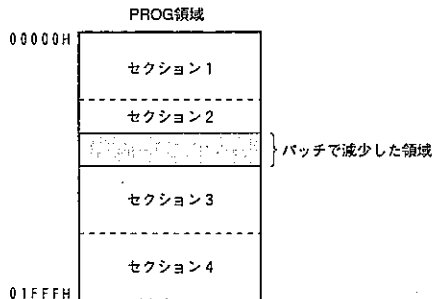 PROG領域
00000H
セクション1
セクション2
パッチで減少した領域
セクション3
セクション4
01FFFH